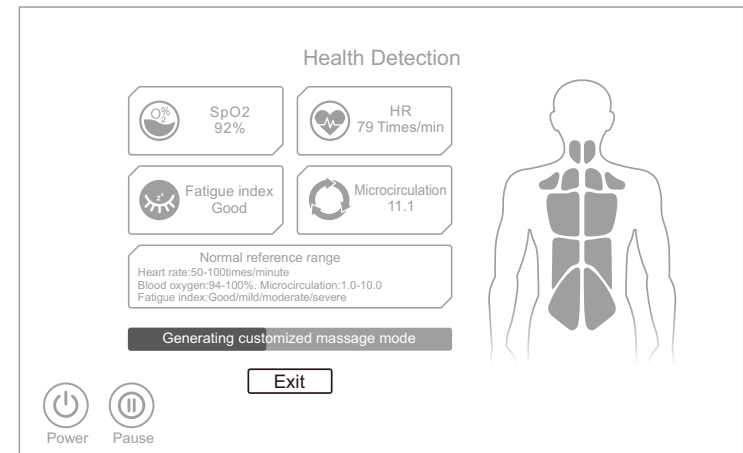 Health Detection
O2%
SpO2
92%
HR
79 Times/min
zz
Fatigue index
Good
Microcirculation
11.1
Normal reference range
Heart rate:50-100times/minute
Blood oxygen:94-100%. Microcirculation:1.0-10.0
Fatigue index:Good/mild/moderate/severe
Generating customized massage mode
Exit
Power
Pause